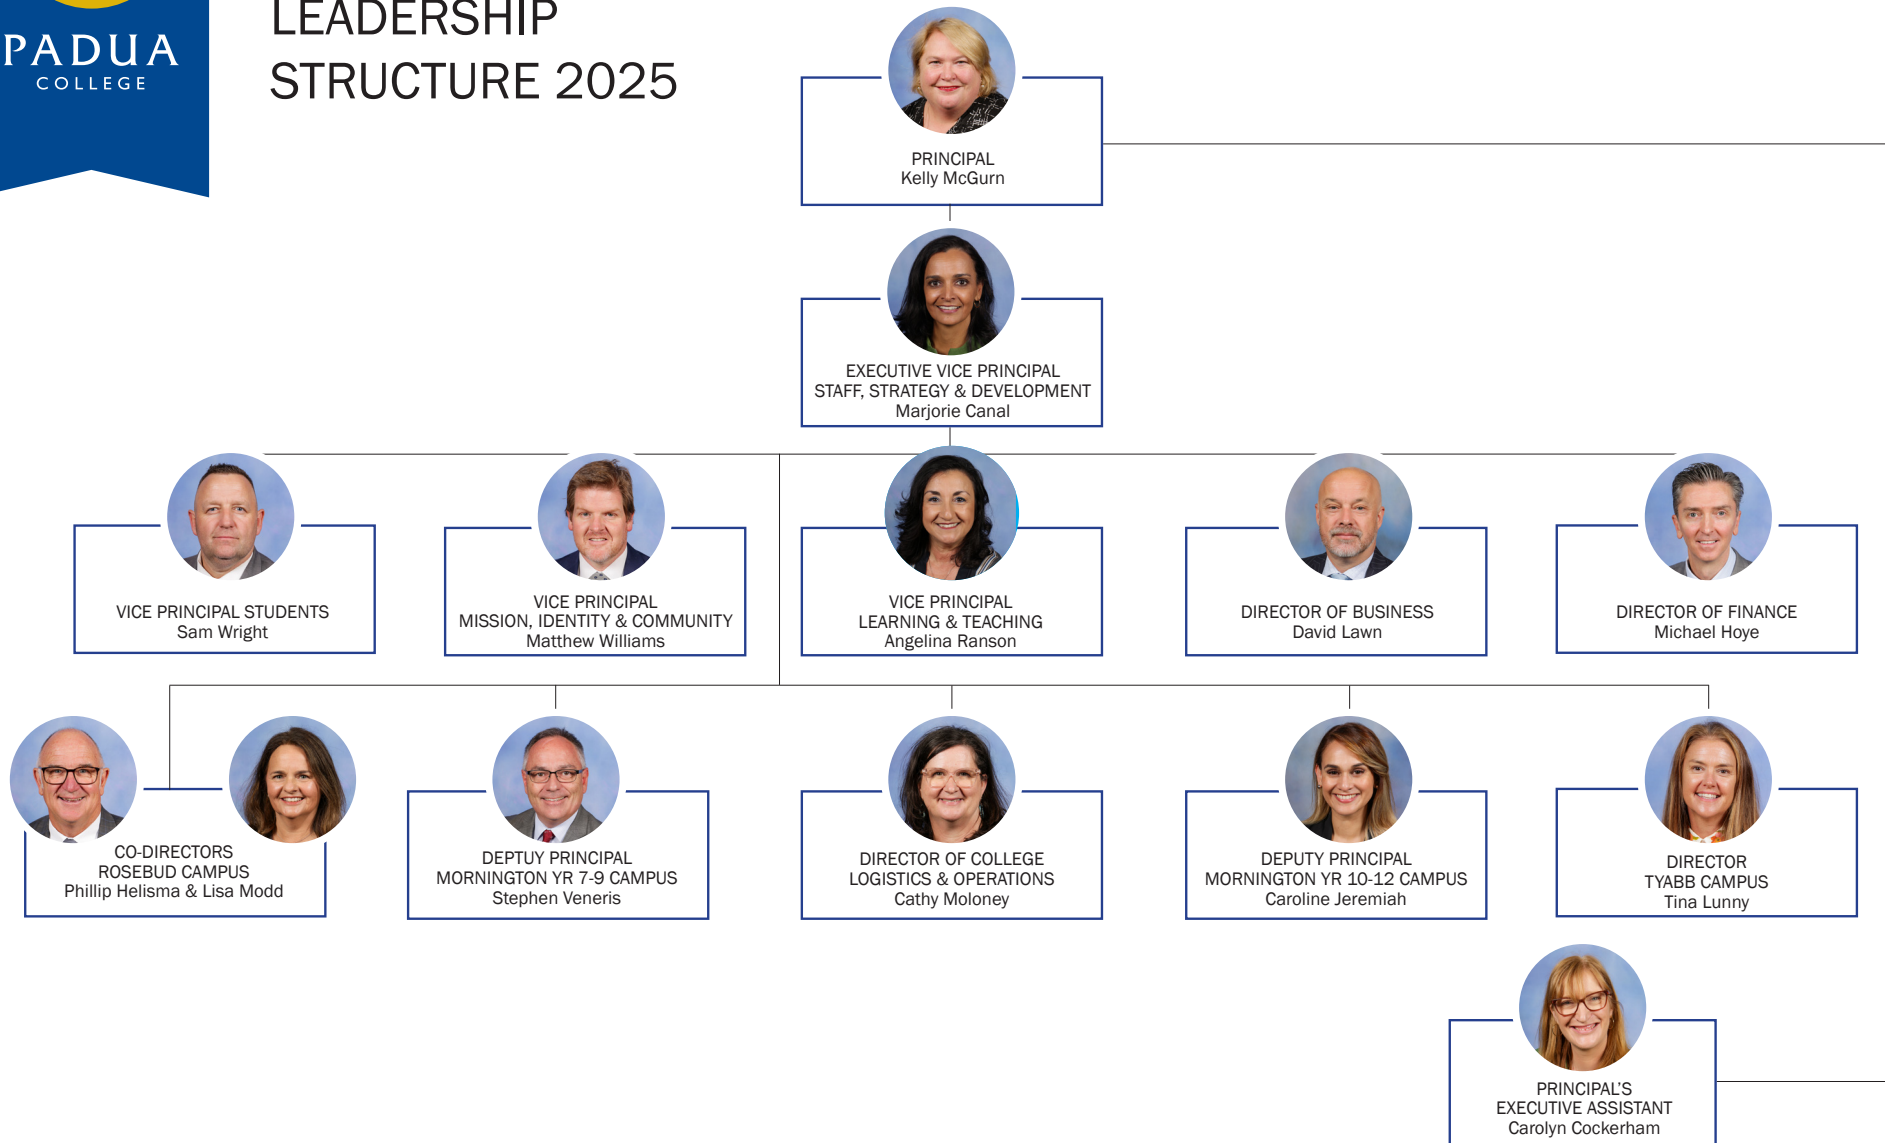 PADUA
COLLEGE
LEADERSHIP
STRUCTURE 2025
PRINCIPAL
Kelly McGurn
EXECUTIVE VICE PRINCIPAL
STAFF, STRATEGY & DEVELOPMENT
Marjorie Canal
VICE PRINCIPAL STUDENTS
Sam Wright
VICE PRINCIPAL
MISSION, IDENTITY & COMMUNITY
Matthew Williams
VICE PRINCIPAL
LEARNING & TEACHING
Angelina Ranson
DIRECTOR OF BUSINESS
David Lawn
DIRECTOR OF FINANCE
Michael Hoye
CO-DIRECTORS
ROSEBUD CAMPUS
Phillip Helisma & Lisa Modd
DEPTUY PRINCIPAL
MORNINGTON YR 7-9 CAMPUS
Stephen Veneris
DIRECTOR OF COLLEGE
LOGISTICS & OPERATIONS
Cathy Moloney
DEPUTY PRINCIPAL
MORNINGTON YR 10-12 CAMPUS
Caroline Jeremiah
DIRECTOR
TYABB CAMPUS
Tina Lunny
PRINCIPAL'S
EXECUTIVE ASSISTANT
Carolyn Cockerham